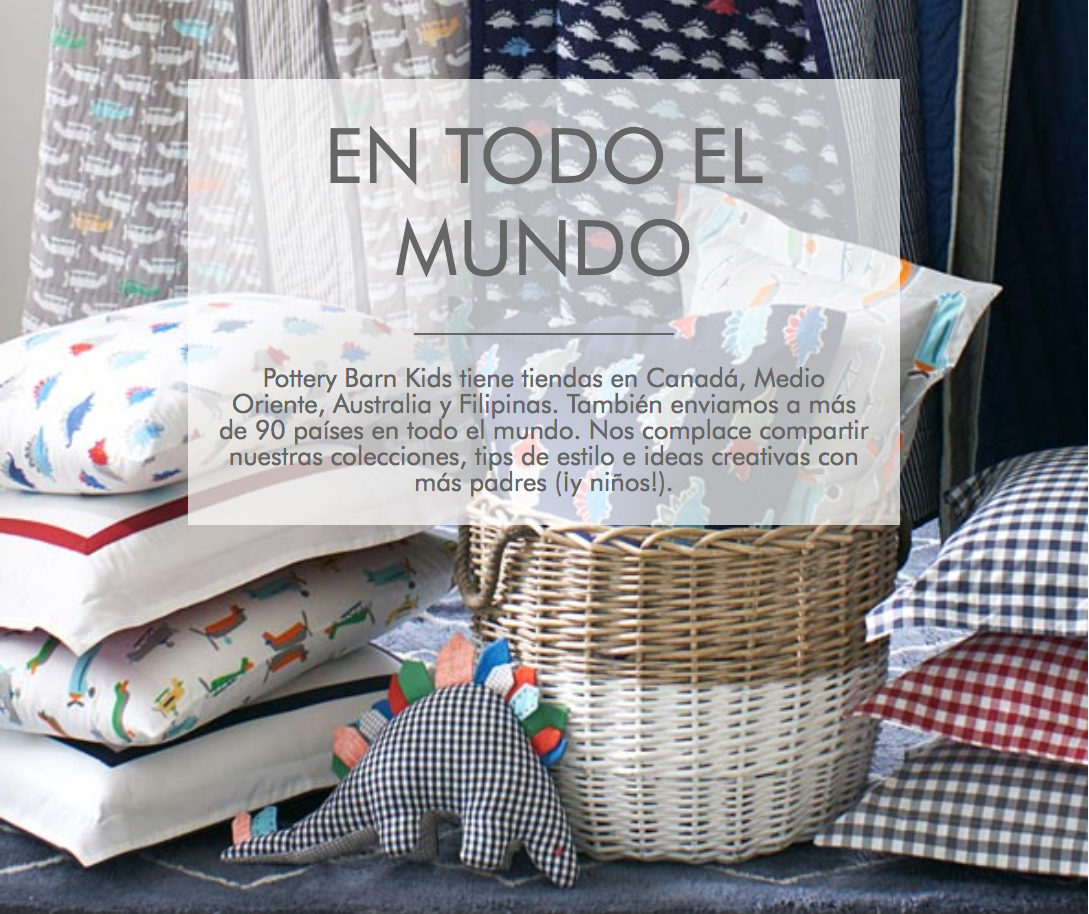 EN TODO EL
MUNDO
Pottery Barn Kids tiene tiendas en Canadá, Medio
Oriente, Australia y Filipinas. También enviamos a más
de 90 países en todo el mundo. Nos complace compartir
nuestras colecciones, tips de estilo e ideas creativas con
más padres (¡y niños!).